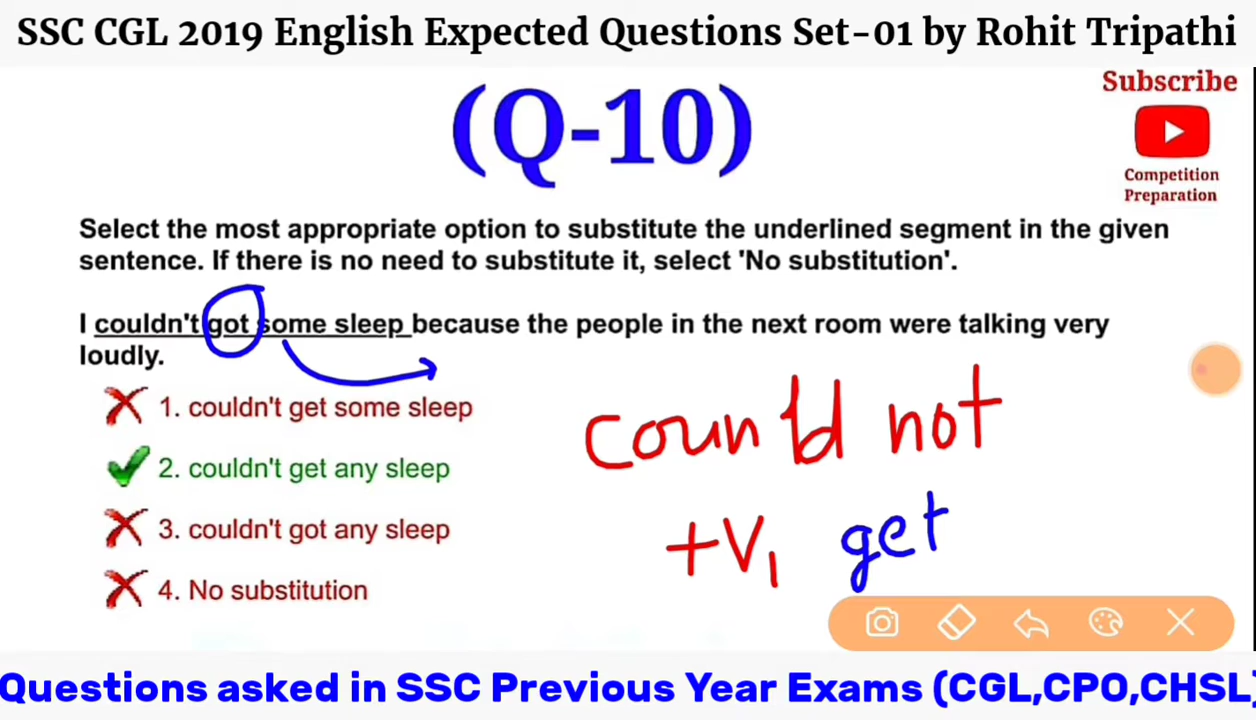 SSC CGL 2019 English Expected Questions Set-01 by Rohit Tripathi
Subscribe
(Q-10)
Competition
Preparation
Select the most appropriate option to substitute the underlined segment in the given
sentence. If there is no need to substitute it, select 'No substitution'.
I couldn't got some sleep because the people in the next room were talking very
loudly.
1. couldn't get some sleep
2. couldn't get any sleep
3. couldn't got any sleep
4. No substitution
could not
+V1 get
Questions asked in SSC Previous Year Exams (CGL,CPO,CHSL)